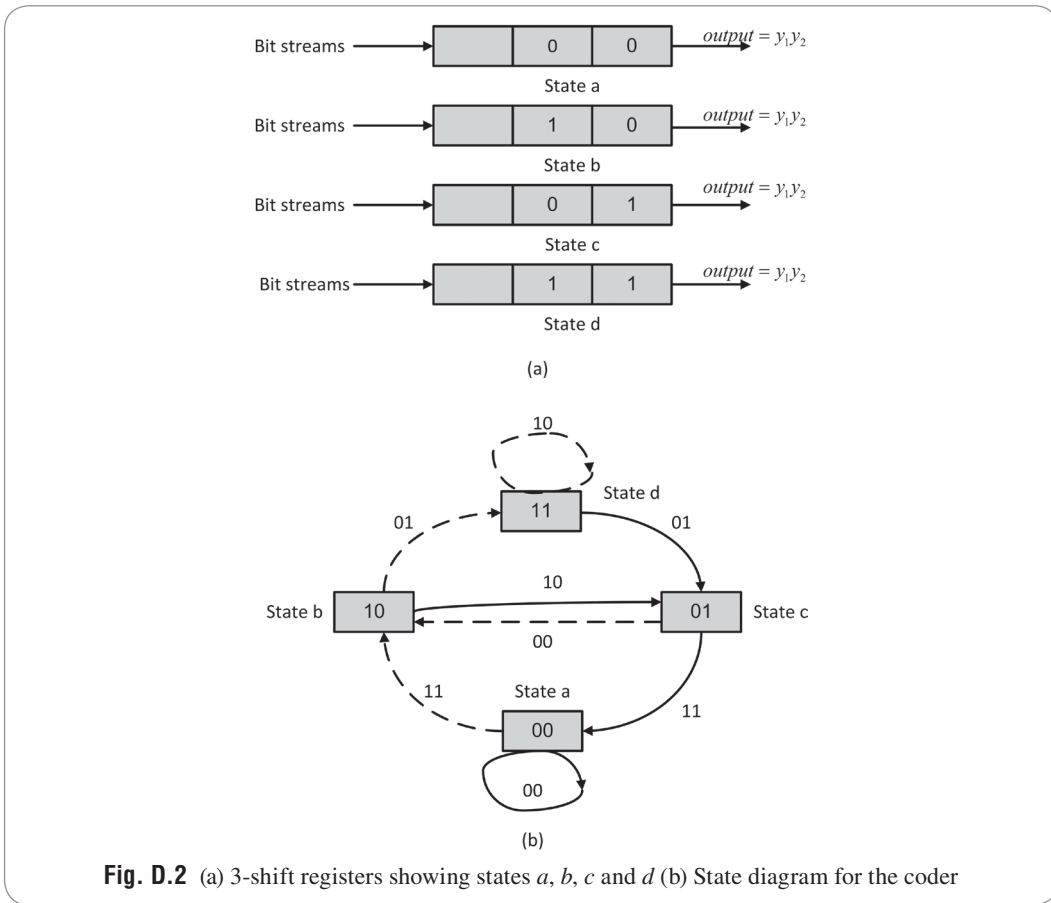 Bit streams 0 0 output = y₁y₂
State a
Bit streams 1 0 output = y₁y₂
State b
Bit streams 0 1 output = y₁y₂
State c
Bit streams 1 1 output = y₁y₂
State d
(a)
10
State d
11
01 01
10
State b 10 01 State c
00
State a
11 11
00
00
(b)
Fig. D.2 (a) 3-shift registers showing states a, b, c and d (b) State diagram for the coder